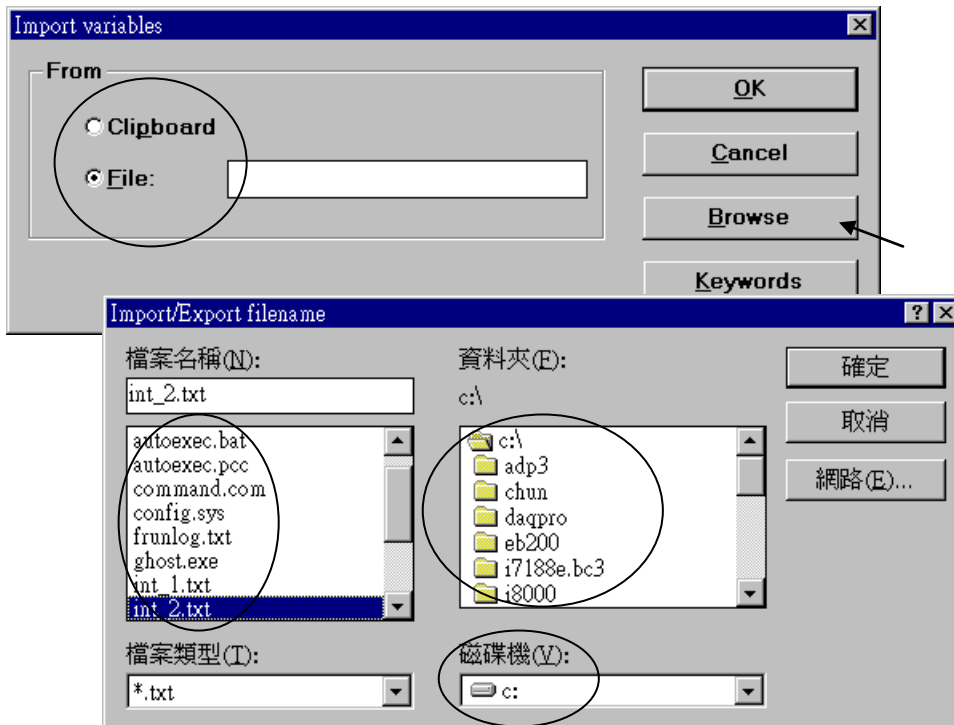 Import variables
From
Clipboard
File:
OK
Cancel
Browse
Keywords
Import/Export filename
檔案名稱(N):
int_2.txt
autoexec.bat
autoexec.pcc
command.com
config.sys
frunlog.txt
ghost.exe
int_1.txt
int_2.txt
檔案類型(T):
*.txt
資料夾(F):
c:\
c:\
adp3
chun
daqpro
eb200
i7188e.bc3
i8000
磁碟機(V):
c:
確定
取消
網路(E)...